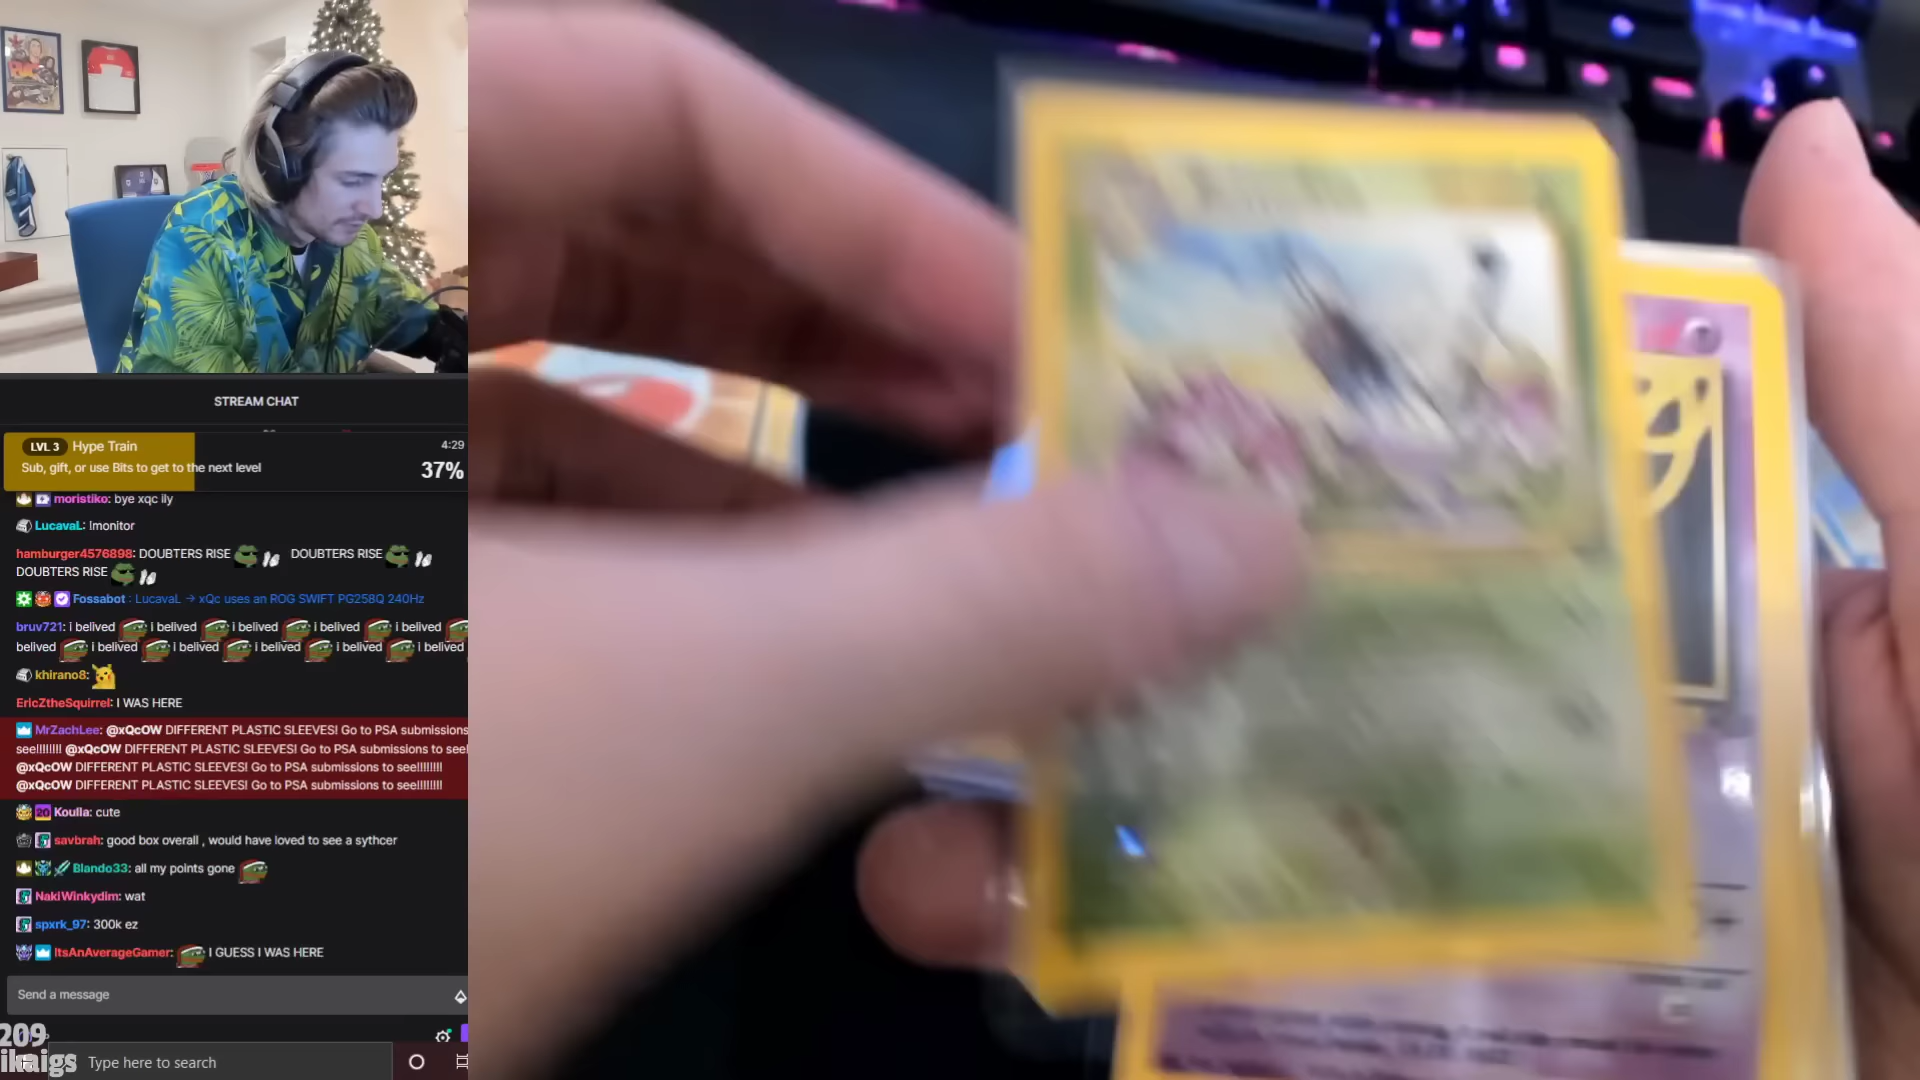 STREAM CHAT
LVL 3 Hype Train 4:29
Sub, gift, or use Bits to get to the next level 37%
moristiko: bye xqc ily
LucavaL: !monitor
hamburger4576898: DOUBTERS RISE DOUBTERS RISE
DOUBTERS RISE
Fossabot: LucavaL -> xQc uses an ROG SWIFT PG258Q 240Hz
bruv721: i belived i belived i belived i belived i belived
belived i belived i belived i belived i belived i belived
khirano8:
EricZtheSquirrel: I WAS HERE
MrZachLee: @xQcOW DIFFERENT PLASTIC SLEEVES! Go to PSA submissions
see!!!!!!!! @xQcOW DIFFERENT PLASTIC SLEEVES! Go to PSA submissions to see!
@xQcOW DIFFERENT PLASTIC SLEEVES! Go to PSA submissions to see!!!!!!!!
@xQcOW DIFFERENT PLASTIC SLEEVES! Go to PSA submissions to see!!!!!!!!
20 Koulla: cute
savbrah: good box overall , would have loved to see a sythcer
Blando33: all my points gone
NakiWinkydim: wat
spxrk_97: 300k ez
ItsAnAverageGamer: I GUESS I WAS HERE
Send a message
209
ikaigs
Type here to search